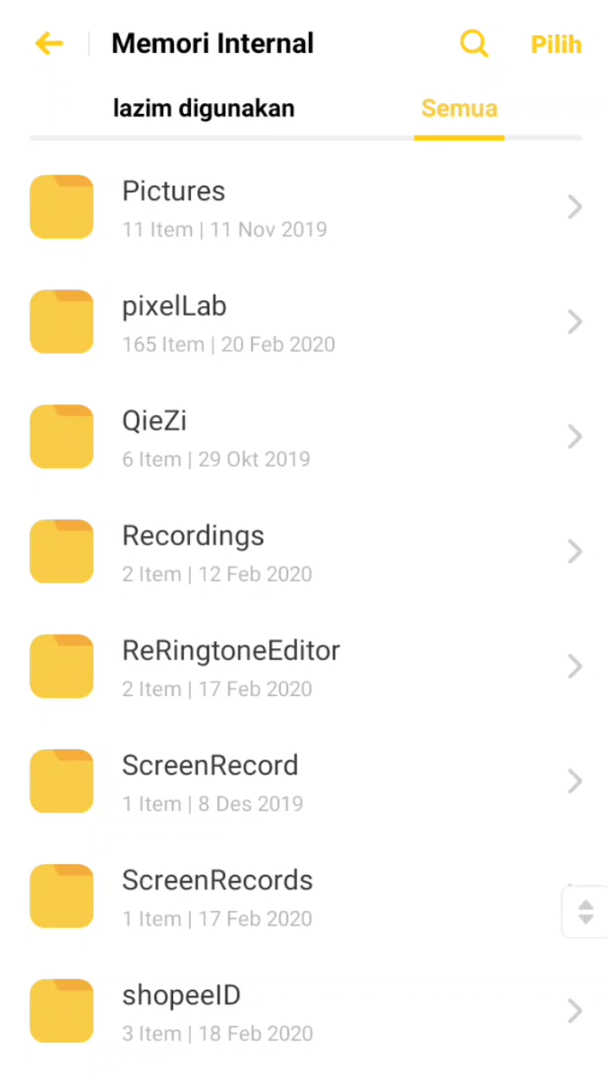 Memori Internal
Pilih
lazim digunakan
Semua
Pictures
11 Item | 11 Nov 2019
pixelLab
165 Item | 20 Feb 2020
QieZi
6 Item | 29 Okt 2019
Recordings
2 Item | 12 Feb 2020
ReRingtoneEditor
2 Item | 17 Feb 2020
ScreenRecord
1 Item | 8 Des 2019
ScreenRecords
1 Item | 17 Feb 2020
shopeeID
3 Item | 18 Feb 2020